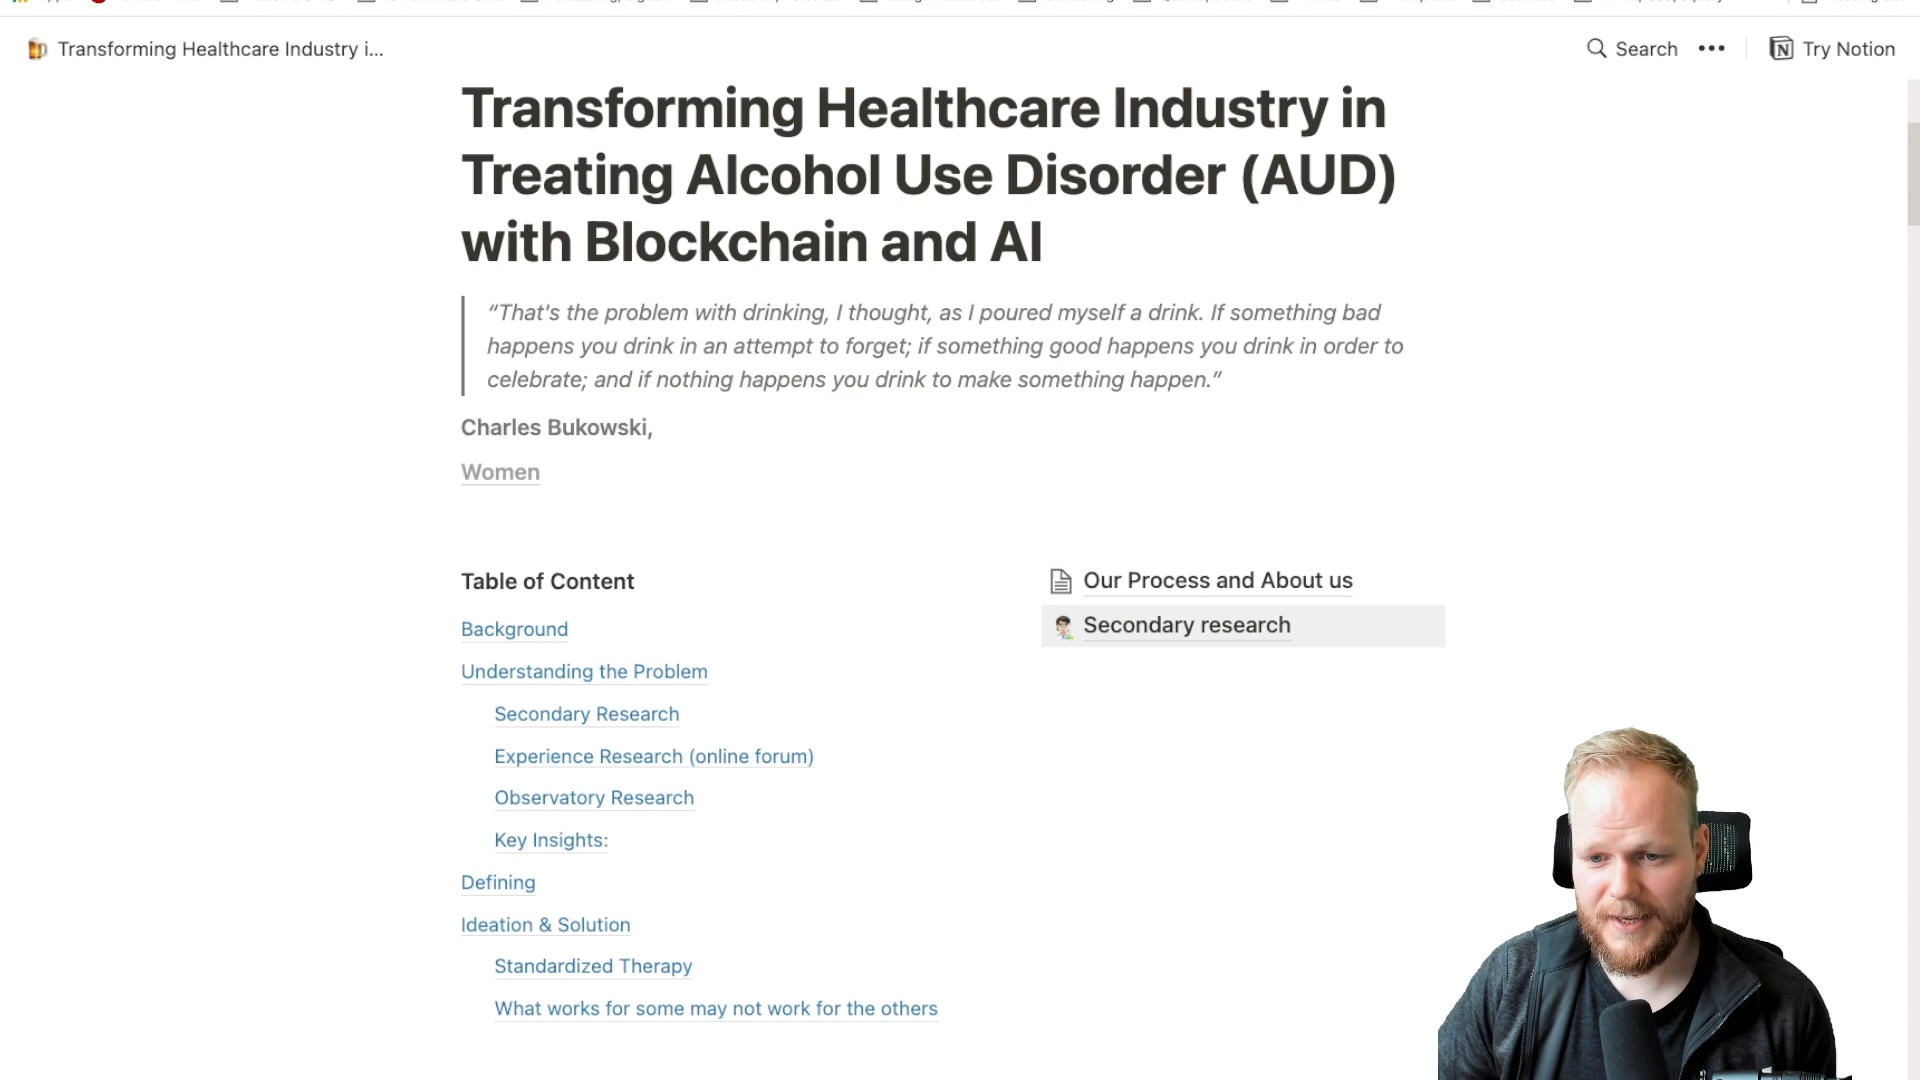 Transforming Healthcare Industry i...
Search
Try Notion
Transforming Healthcare Industry in
Treating Alcohol Use Disorder (AUD)
with Blockchain and AI
“That's the problem with drinking, I thought, as I poured myself a drink. If something bad
happens you drink in an attempt to forget; if something good happens you drink in order to
celebrate; and if nothing happens you drink to make something happen.”
Charles Bukowski,
Women
Table of Content
Background
Understanding the Problem
Secondary Research
Experience Research (online forum)
Observatory Research
Key Insights:
Defining
Ideation & Solution
Standardized Therapy
What works for some may not work for the others
Our Process and About us
Secondary research